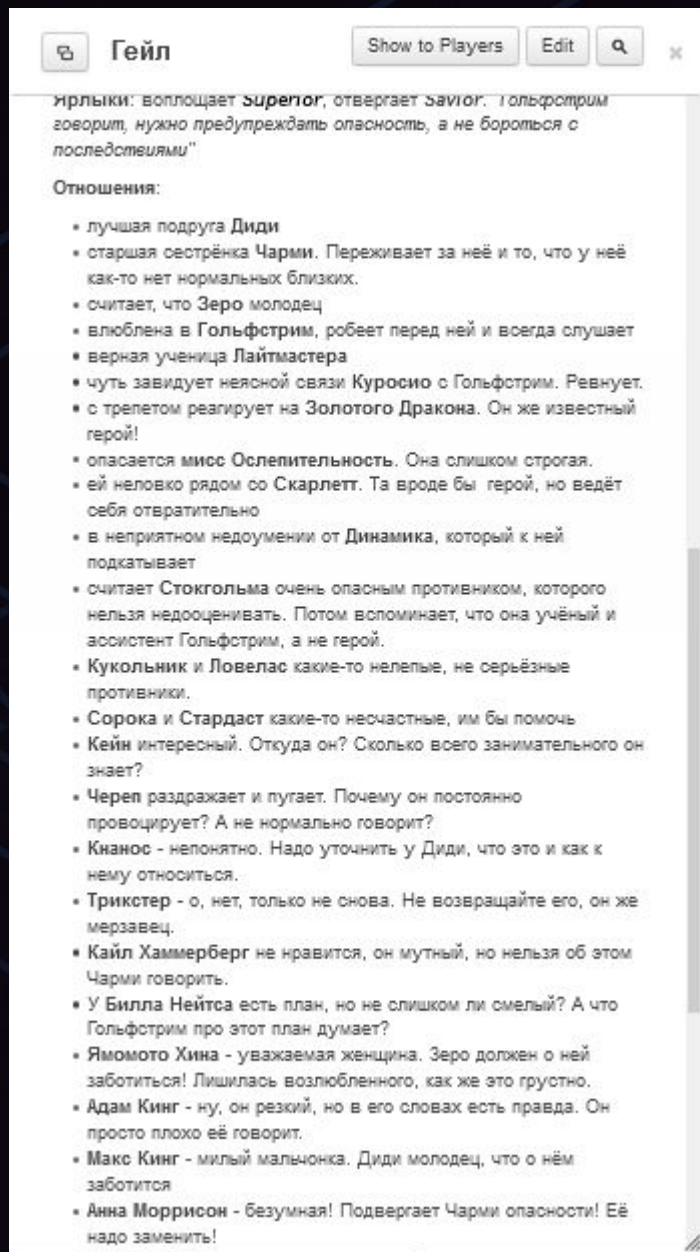 Гейл
Show to Players Edit
Ярлыки: воплощает Superior, отвергает Savior. "Гольфстрим
говорит, нужно предупреждать опасность, а не бороться с
последствиями"
Отношения:
• лучшая подруга Диди
• старшая сестрёнка Чарми. Переживает за неё и то, что у неё
как-то нет нормальных близких.
• считает, что Зеро молодец
• влюблена в Гольфстрим, робеет перед ней и всегда слушает
• верная ученица Лайтмастера
• чуть завидует неясной связи Куросио с Гольфстрим. Ревнует.
• с трепетом реагирует на Золотого Дракона. Он же известный
герой!
• опасается мисс Ослепительность. Она слишком строгая.
• ей неловко рядом со Скарлетт. Та вроде бы герой, но ведёт
себя отвратительно
• в неприятном недоумении от Динамика, который к ней
подкатывает
• считает Стокгольма очень опасным противником, которого
нельзя недооценивать. Потом вспоминает, что она учёный и
ассистент Гольфстрим, а не герой.
• Кукольник и Ловелас какие-то нелепые, не серьёзные
противники.
• Сорока и Стардаст какие-то несчастные, им бы помочь
• Кейн интересный. Откуда он? Сколько всего занимательного он
знает?
• Череп раздражает и пугает. Почему он постоянно
провоцирует? А не нормально говорит?
• Кнанос - непонятно. Надо уточнить у Диди, что это и как к
нему относиться.
• Трикстер - о, нет, только не снова. Не возвращайте его, он же
мерзавец.
• Кайл Хаммерберг не нравится, он мутный, но нельзя об этом
Чарми говорить.
• У Билла Нейтса есть план, но не слишком ли смелый? А что
Гольфстрим про этот план думает?
• Ямомото Хина - уважаемая женщина. Зеро должен о ней
заботиться! Лишилась возлюбленного, как же это грустно.
• Адам Кинг - ну, он резкий, но в его словах есть правда. Он
просто плохо её говорит.
• Макс Кинг - милый мальчонка. Диди молодец, что о нём
заботится
• Анна Моррисон - безумная! Подвергает Чарми опасности! Её
надо заменить!